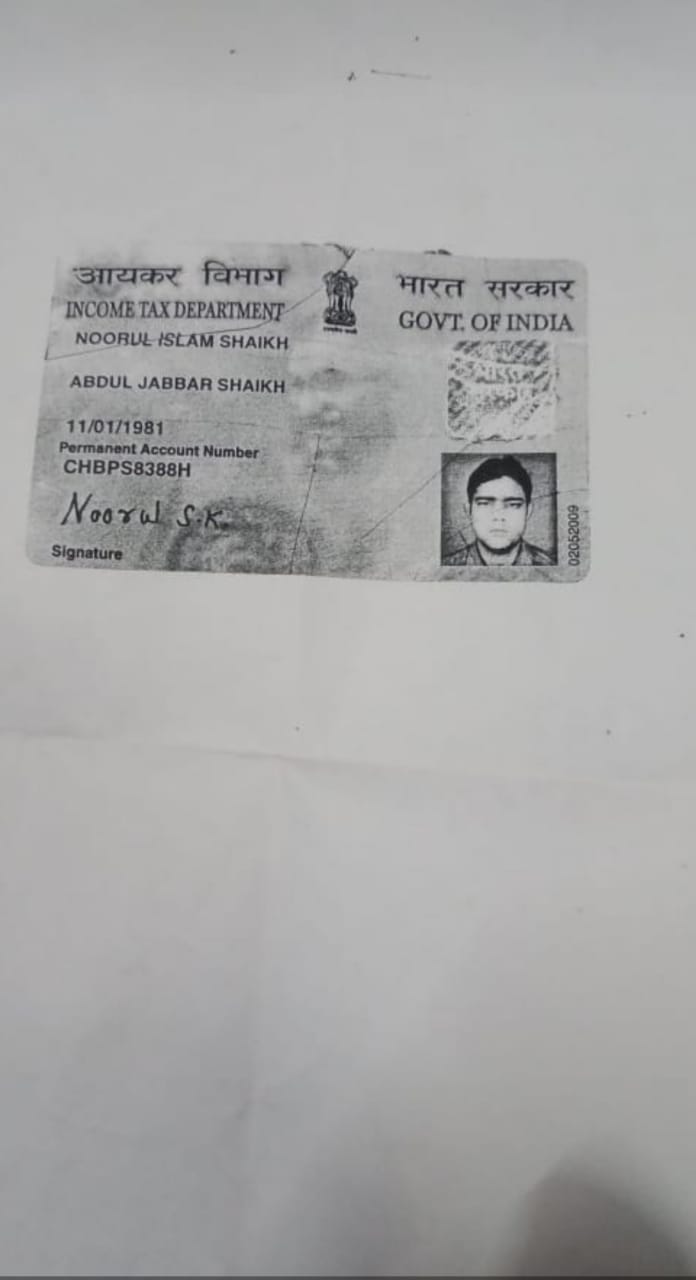 आयकर विभाग
INCOME TAX DEPARTMENT
भारत सरकार
GOVT. OF INDIA
NOORUL ISLAM SHAIKH
ABDUL JABBAR SHAIKH
11/01/1981
Permanent Account Number
CHBPS8388H
Noorul S.K.
Signature
02052009